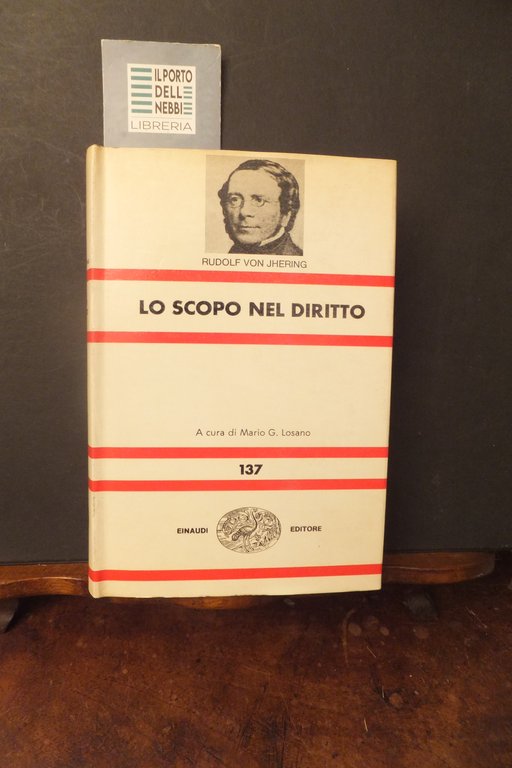 IL PORTO
DELL
NEBBI
LIBRERIA
RUDOLF VON JHERING
LO SCOPO NEL DIRITTO
A cura di Mario G. Losano
137
EINAUDI EDITORE